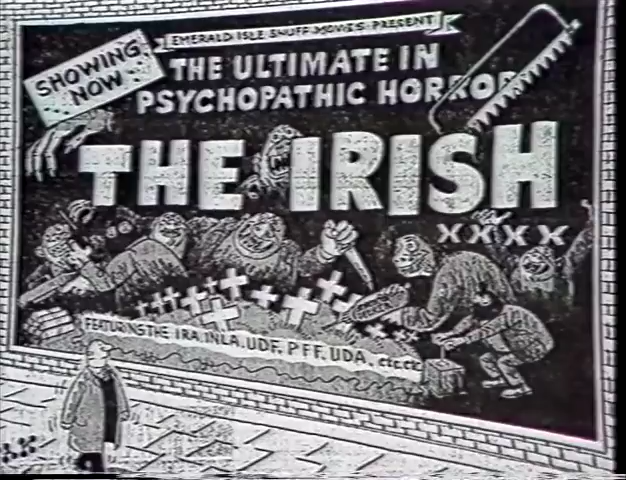 EMERALD ISLE SNUFF MOVIES PRESENT
SHOWING NOW
THE ULTIMATE IN
PSYCHOPATHIC HORROR
THE IRISH
XXXX
FEATURING THE IRA, INLA, UDF, PFF, UDA, etc etc